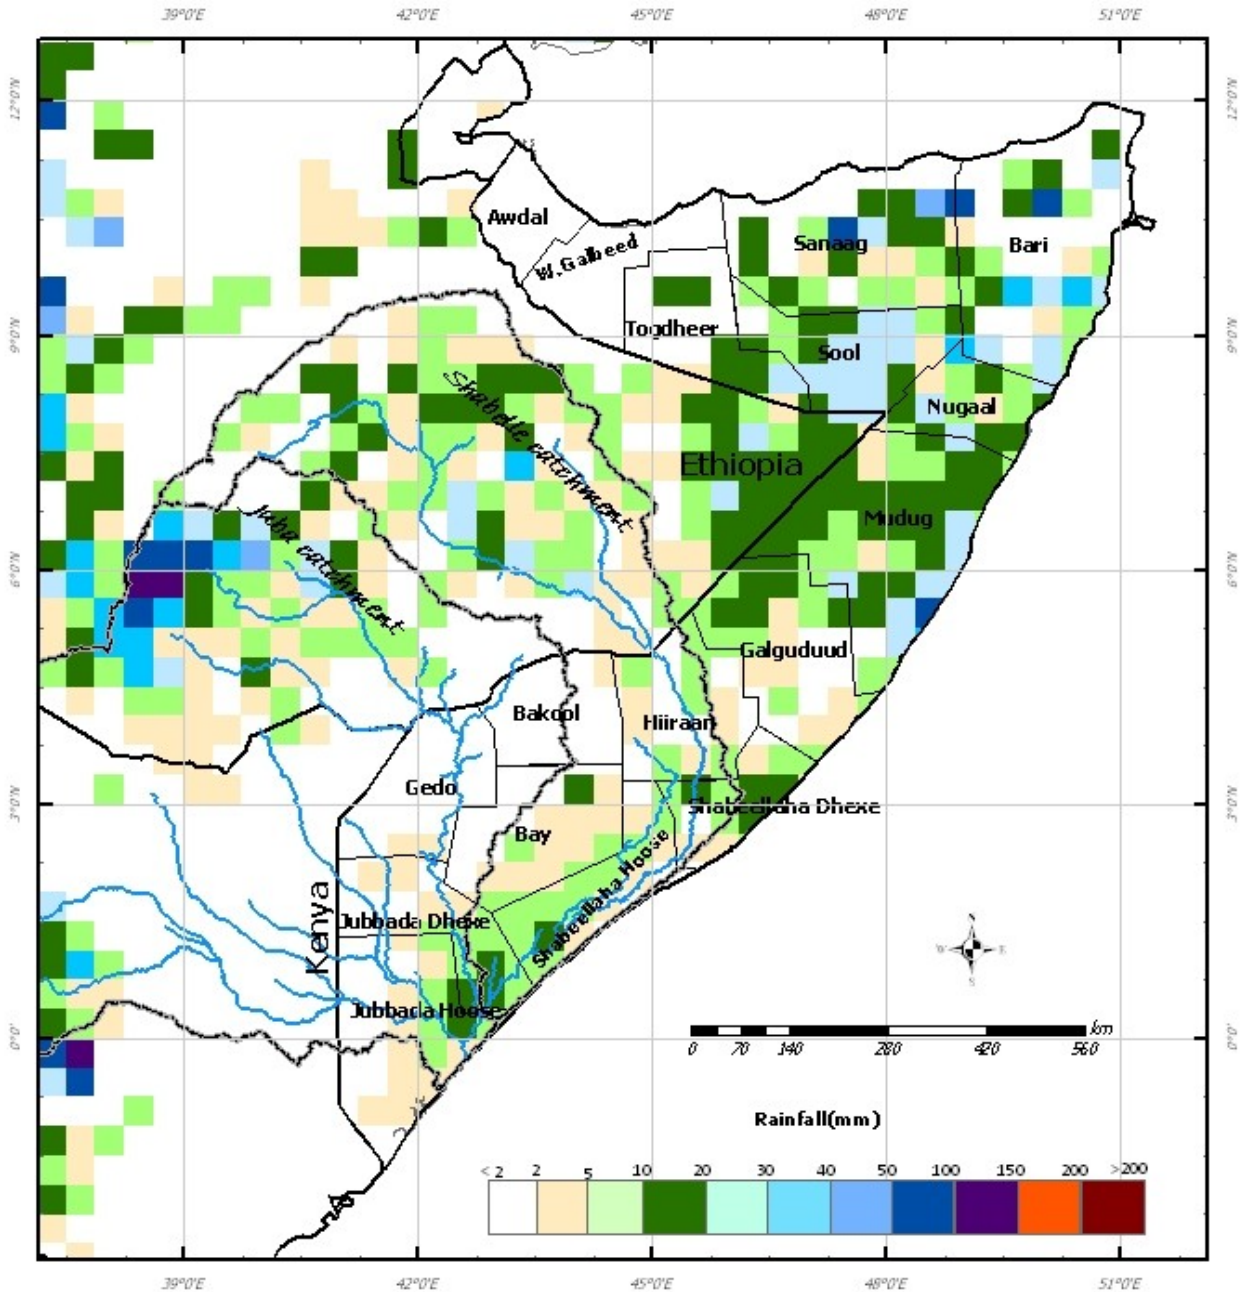 39°0'E 42°0'E 45°0'E 48°0'E 51°0'E
12°0'N 12°0'N
Awdal
W.Galbeed
Sanaag
Bari
9°0'N 9°0'N
Toodheer
Sool
Shabelle catchment
Nugaal
Ethiopia
Mudug
Juba catchment
6°0'N 6°0'N
Galguduud
Bakool
Hiiraan
Gedo
3°0'N 3°0'N
Shabeellaha Dhexe
Bay
Shabeellaha Hoose
Kenya
Jubbada Dhexe
N
W E
S
Jubbada Hoose
km
0 70 140 280 420 560
0°0' 0°0'
Rainfall(mm)
< 2 2 5 10 20 30 40 50 100 150 200 >200
39°0'E 42°0'E 45°0'E 48°0'E 51°0'E